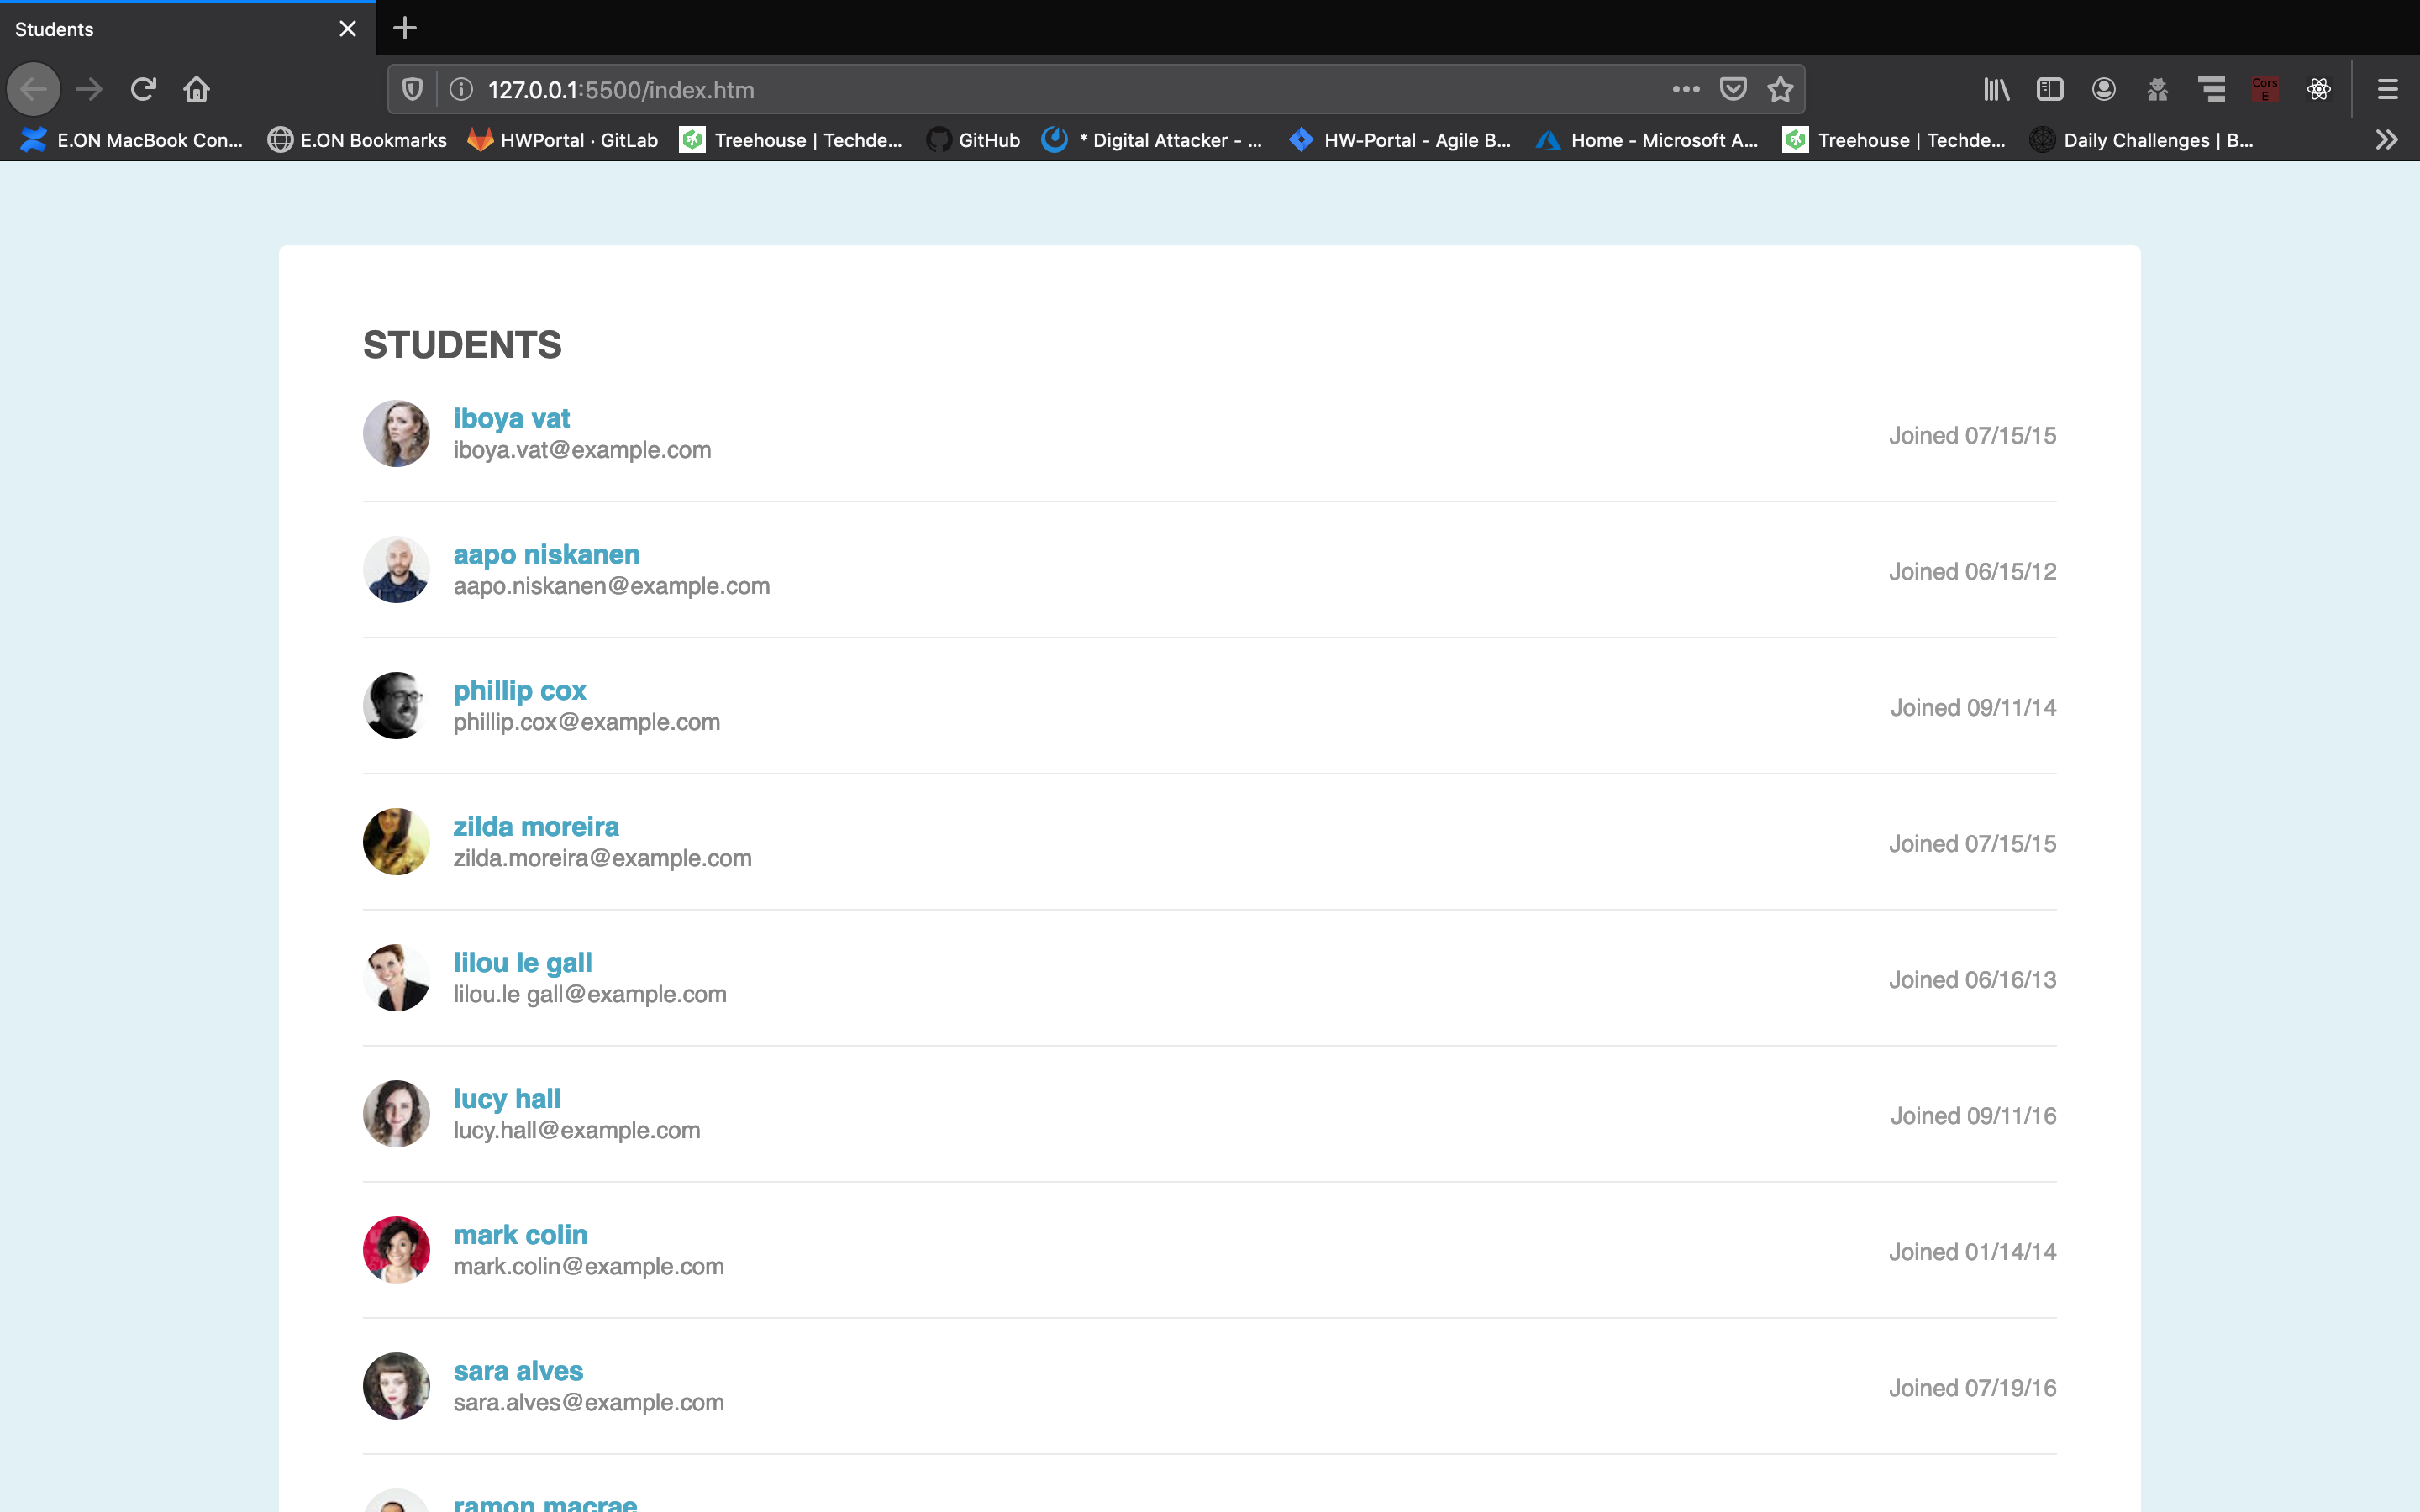 Students
127.0.0.1:5500/index.htm
Cors
E
E.ON MacBook Con... E.ON Bookmarks HWPortal · GitLab Treehouse | Techde... GitHub * Digital Attacker - ... HW-Portal - Agile B... Home - Microsoft A... Treehouse | Techde... Daily Challenges | B...
STUDENTS
iboya vat
iboya.vat@example.com
Joined 07/15/15
aapo niskanen
aapo.niskanen@example.com
Joined 06/15/12
phillip cox
phillip.cox@example.com
Joined 09/11/14
zilda moreira
zilda.moreira@example.com
Joined 07/15/15
lilou le gall
lilou.le gall@example.com
Joined 06/16/13
lucy hall
lucy.hall@example.com
Joined 09/11/16
mark colin
mark.colin@example.com
Joined 01/14/14
sara alves
sara.alves@example.com
Joined 07/19/16
ramon macrae